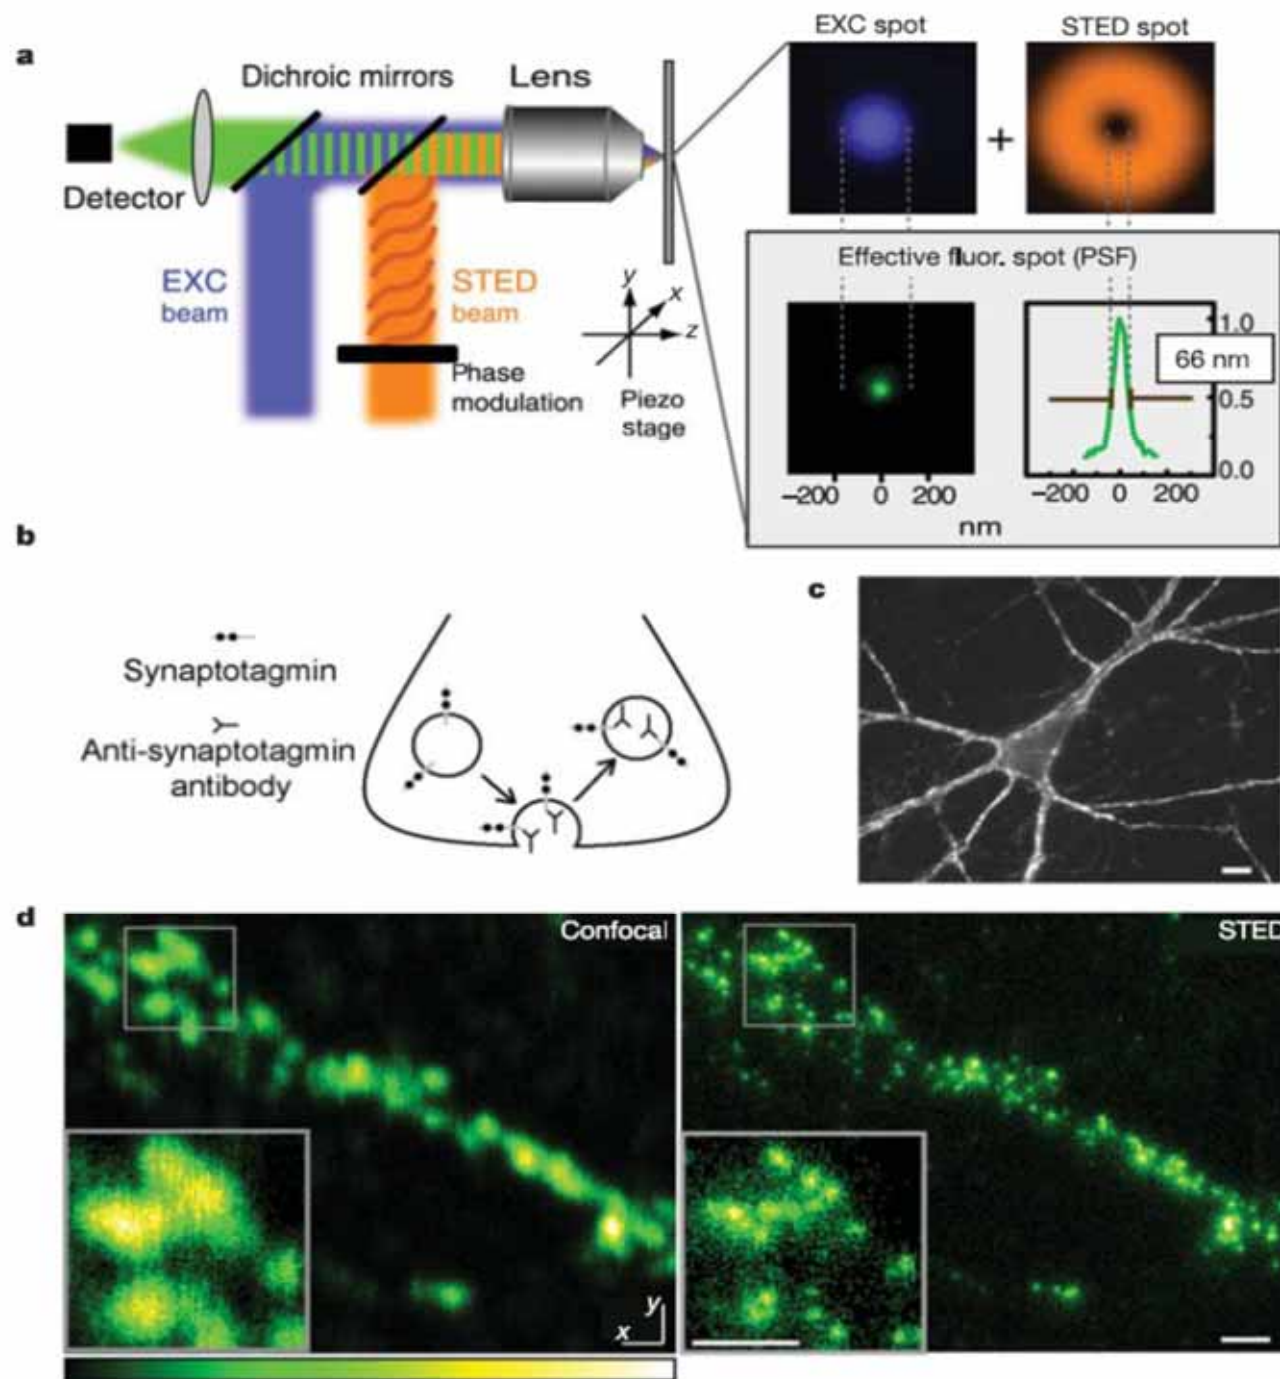 a
EXC spot
STED spot
Dichroic mirrors
Lens
+
Detector
Effective fluor. spot (PSF)
EXC
beam
STED
beam
y
x
z
1.0
66 nm
0.5
0.0
Phase
modulation
Piezo
stage
−200 0 200
−200 0 200
nm
b
c
Synaptotagmin
Anti-synaptotagmin
antibody
d
Confocal
STED
y
x